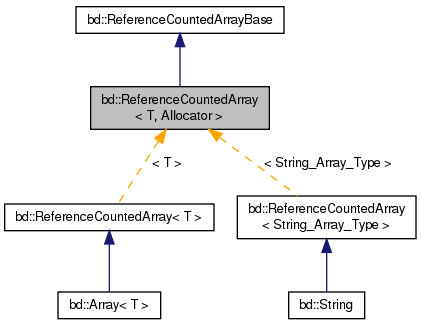 bd::ReferenceCountedArrayBase
bd::ReferenceCountedArray
< T, Allocator >
< T >
< String_Array_Type >
bd::ReferenceCountedArray< T >
bd::ReferenceCountedArray
< String_Array_Type >
bd::Array< T >
bd::String